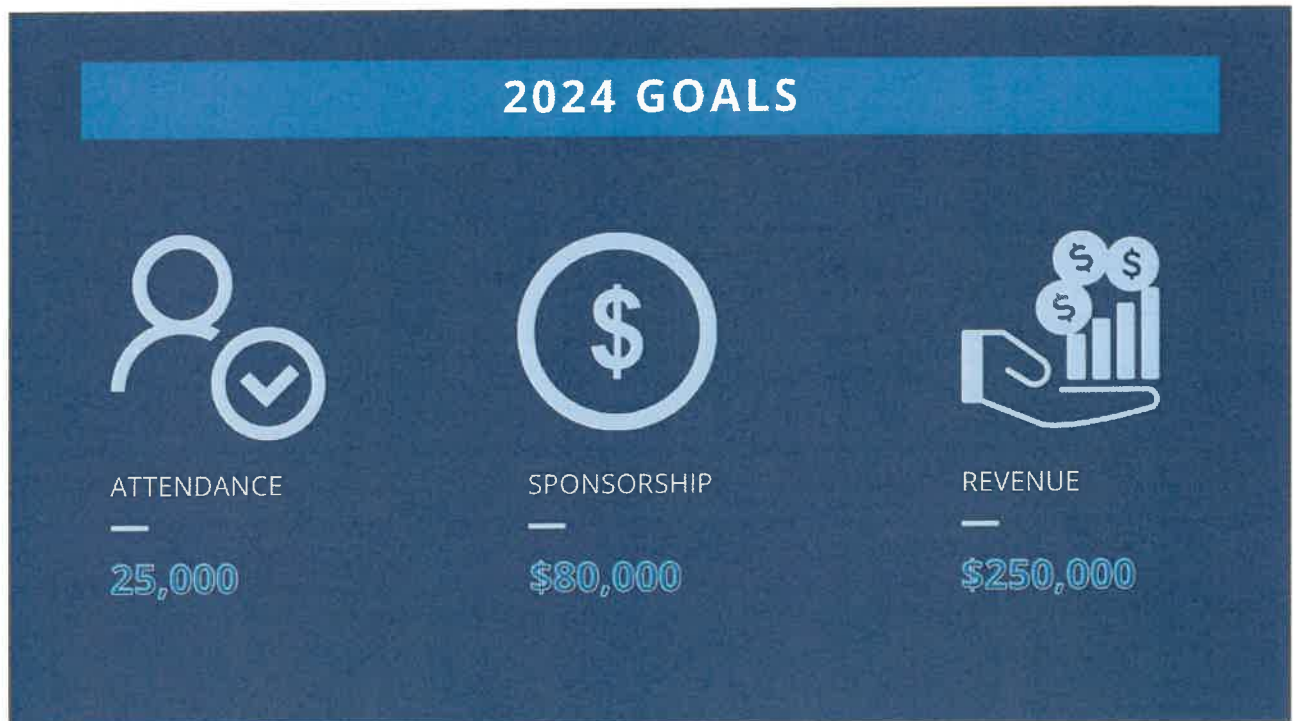 2024 GOALS
ATTENDANCE
25,000
SPONSORSHIP
$80,000
REVENUE
$250,000